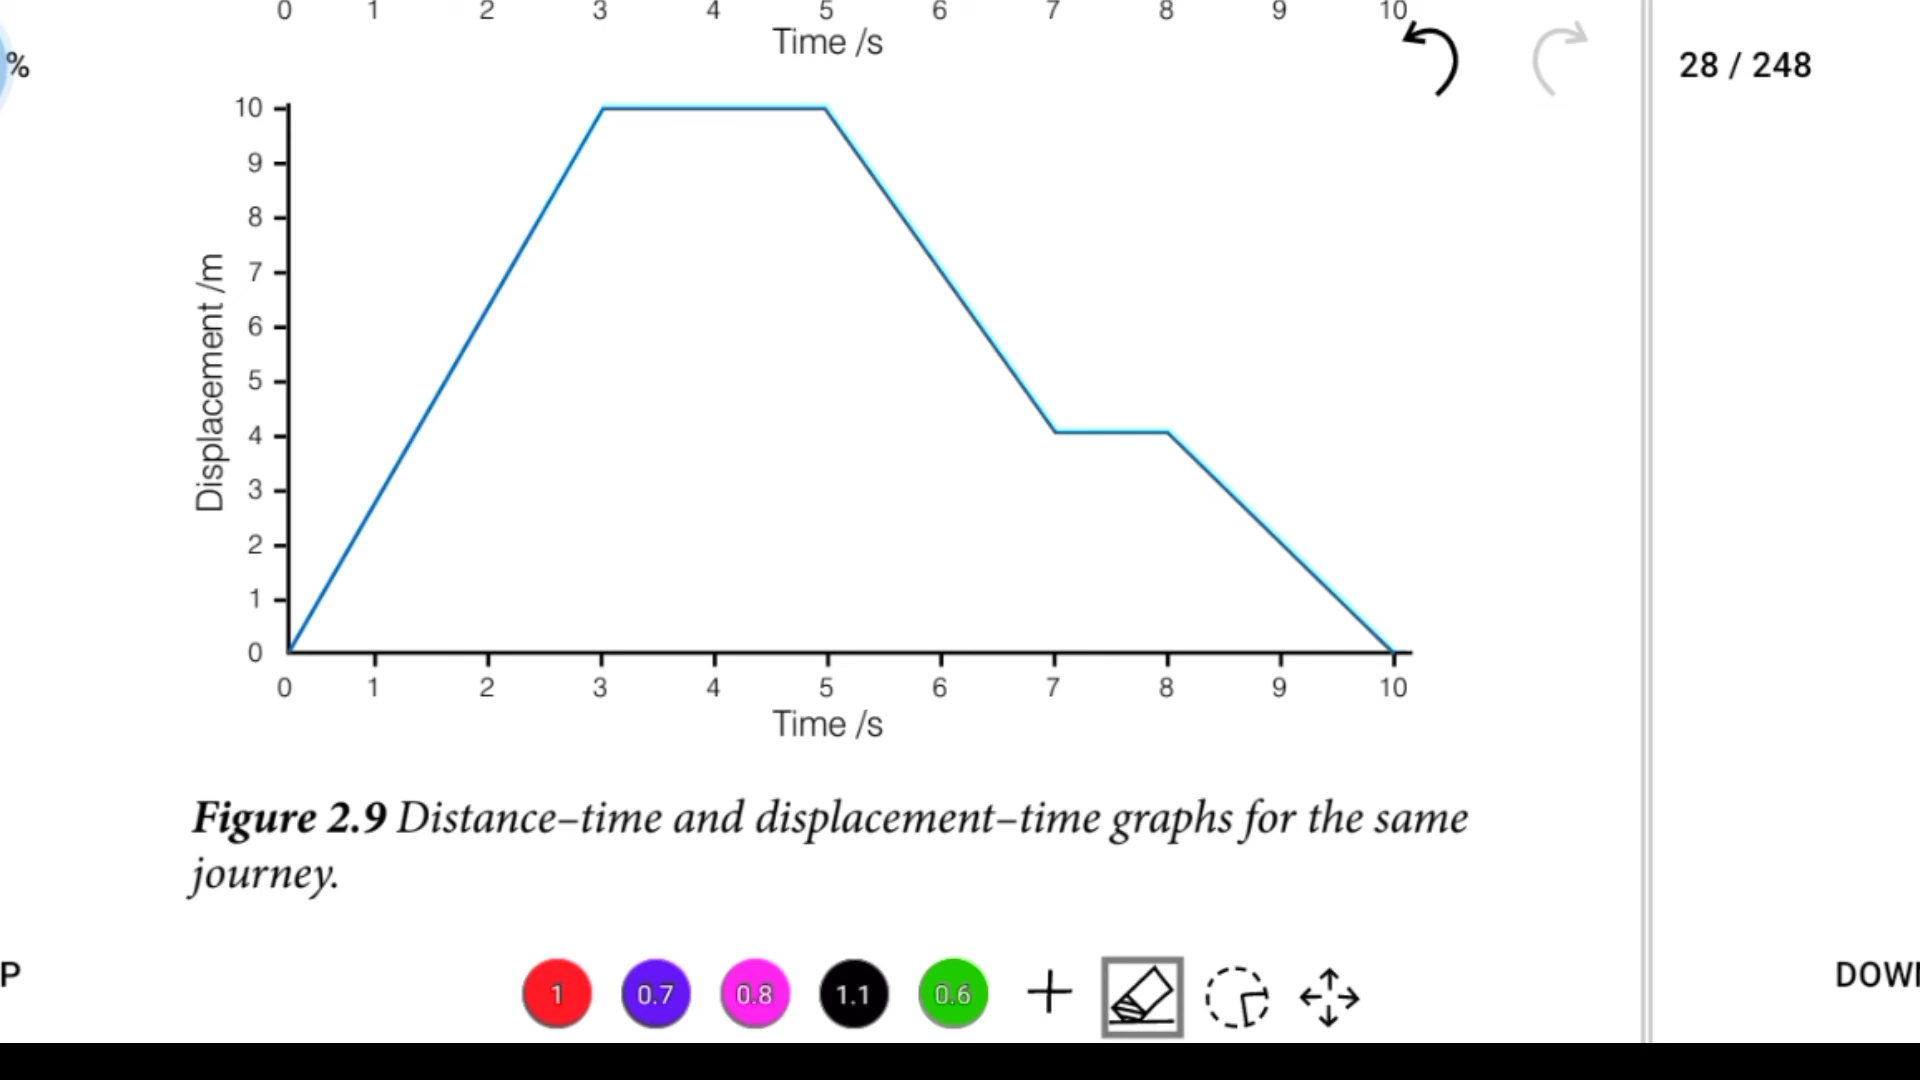 0 1 2 3 4 5 6 7 8 9 10
Time /s
%
28 / 248
10
9
8
7
6
5
4
3
2
1
0
Displacement /m
0 1 2 3 4 5 6 7 8 9 10
Time /s
Figure 2.9 Distance–time and displacement–time graphs for the same
journey.
P
1 0.7 0.8 1.1 0.6